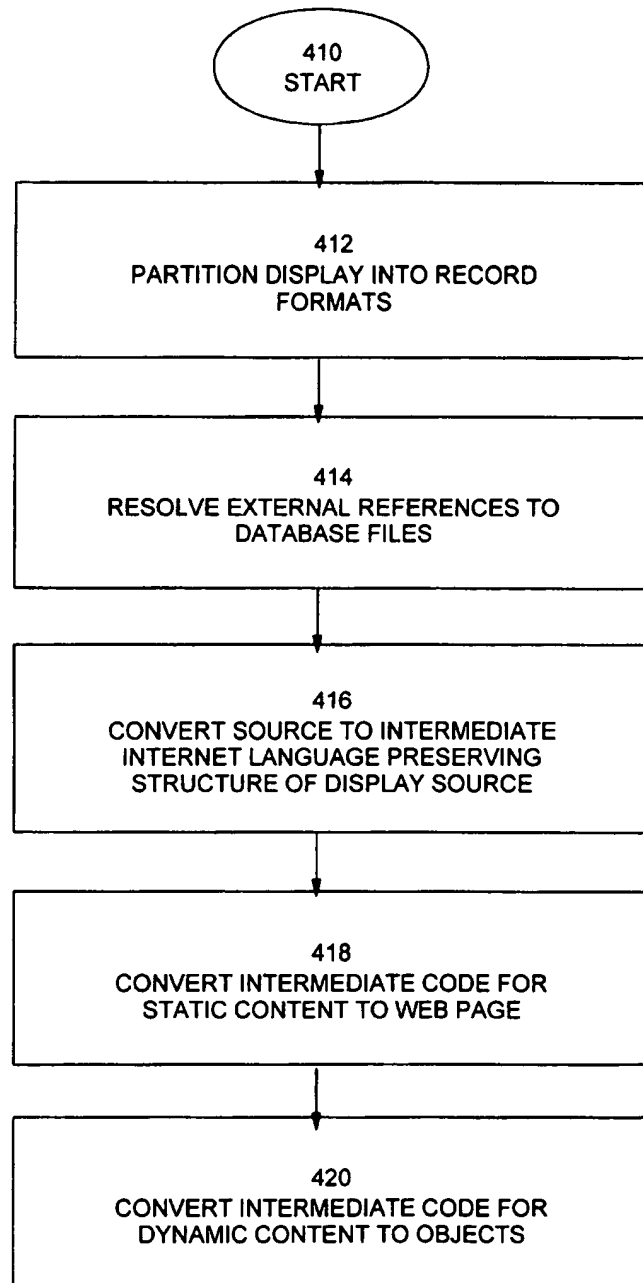 410
START
412
PARTITION DISPLAY INTO RECORD
FORMATS
414
RESOLVE EXTERNAL REFERENCES TO
DATABASE FILES
416
CONVERT SOURCE TO INTERMEDIATE
INTERNET LANGUAGE PRESERVING
STRUCTURE OF DISPLAY SOURCE
418
CONVERT INTERMEDIATE CODE FOR
STATIC CONTENT TO WEB PAGE
420
CONVERT INTERMEDIATE CODE FOR
DYNAMIC CONTENT TO OBJECTS